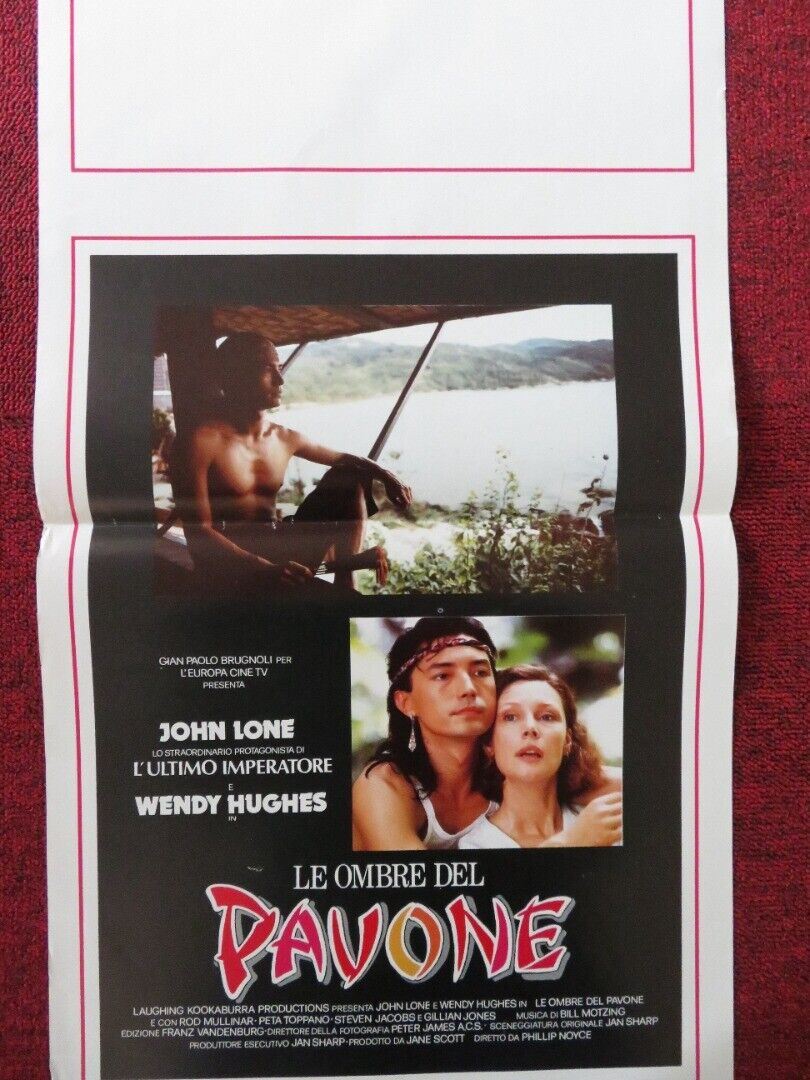 GIAN PAOLO BRUGNOLI PER
L'EUROPA CINE TV
PRESENTA
JOHN LONE
LO STRAORDINARIO PROTAGONISTA DI
L'ULTIMO IMPERATORE
E
WENDY HUGHES
IN
LE OMBRE DEL
PAVONE
LAUGHING KOOKABURRA PRODUCTIONS PRESENTA JOHN LONE E WENDY HUGHES IN LE OMBRE DEL PAVONE
E CON ROD MULLINAR - PETA TOPPANO - STEVEN JACOBS E GILLIAN JONES MUSICA DI BILL MOTZING
EDIZIONE FRANZ VANDENBURG - DIRETTORE DELLA FOTOGRAFIA PETER JAMES A.C.S. - SCENEGGIATURA ORIGINALE JAN SHARP
PRODUTTORE ESECUTIVO JAN SHARP - PRODOTTO DA JANE SCOTT DIRETTO DA PHILLIP NOYCE